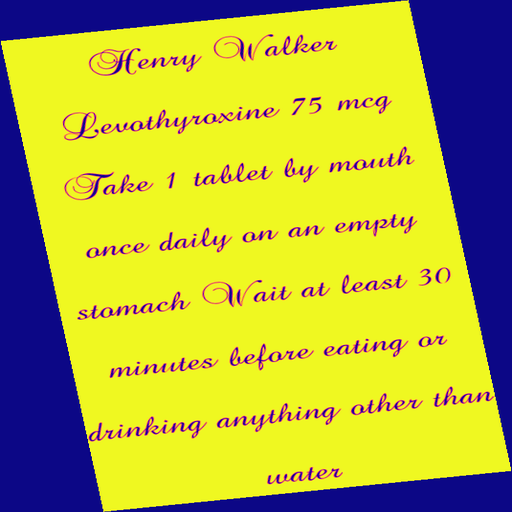 Henry Walker
Levothyroxine 75 mcg
Take 1 tablet by mouth
once daily on an empty
stomach Wait at least 30
minutes before eating or
drinking anything other than
water